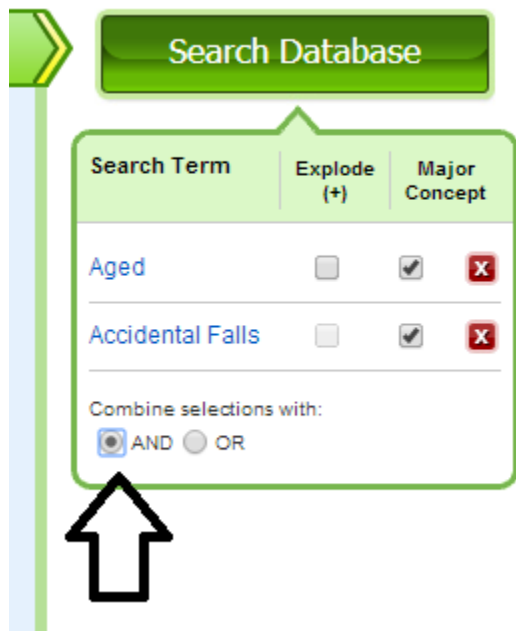 Search Database
Search Term Explode (+) Major Concept
Aged X
Accidental Falls X
Combine selections with:
AND OR